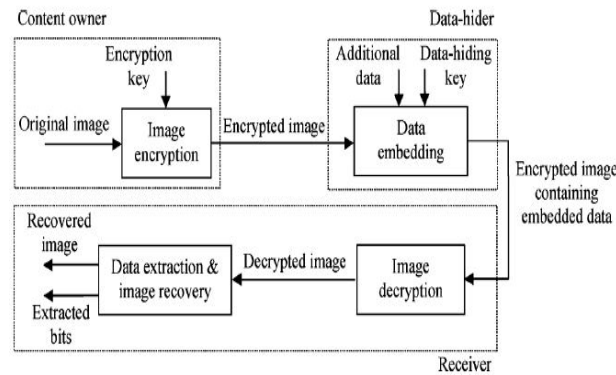 Content owner
Data-hider
Encryption
key
Additional
data
Data-hiding
key
Original image
Image
encryption
Encrypted image
Data
embedding
Encrypted image
containing
embedded data
Recovered
image
Data extraction &
image recovery
Decrypted image
Image
decryption
Extracted
bits
Receiver